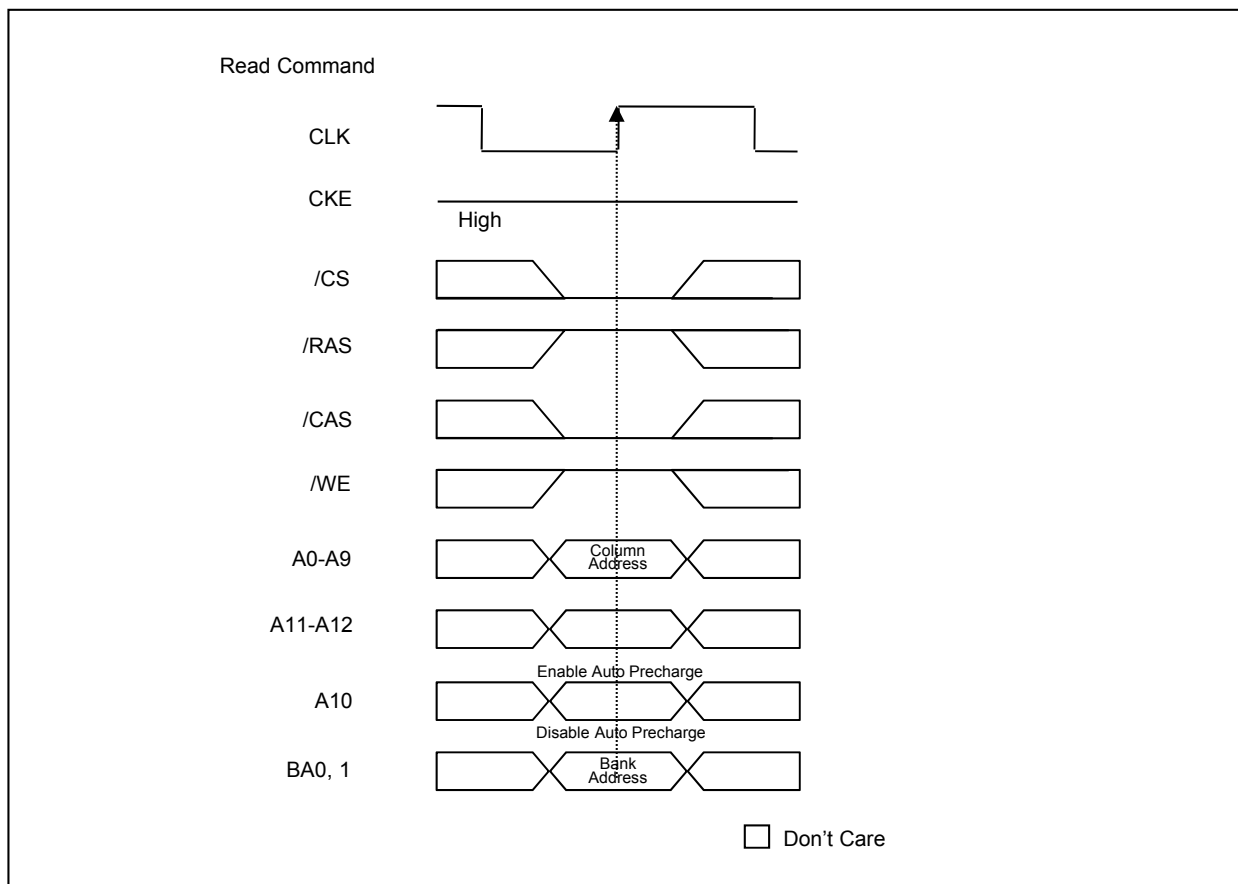 Read Command
CLK
CKE
High
/CS
/RAS
/CAS
/WE
A0-A9
Column
Address
A11-A12
Enable Auto Precharge
A10
Disable Auto Precharge
BA0, 1
Bank
Address
Don't Care